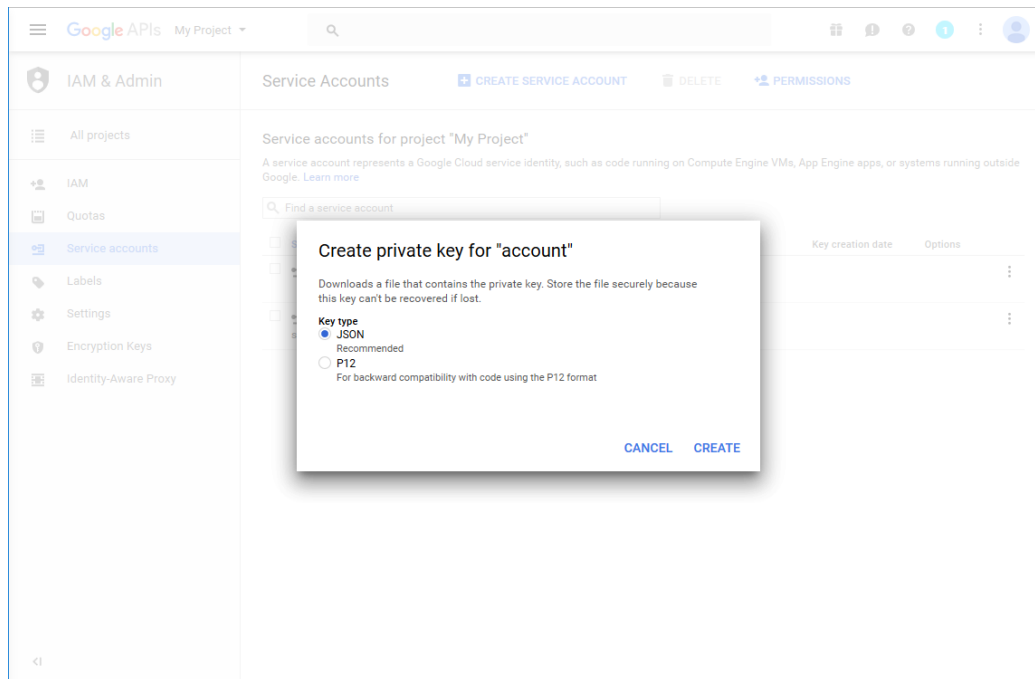 Google APIs My Project
1
IAM & Admin
Service Accounts
CREATE SERVICE ACCOUNT
DELETE
PERMISSIONS
All projects
IAM
Quotas
Service accounts
Labels
Settings
Encryption Keys
Identity-Aware Proxy
Service accounts for project "My Project"
A service account represents a Google Cloud service identity, such as code running on Compute Engine VMs, App Engine apps, or systems running outside
Google. Learn more
Find a service account
Key creation date
Options
Create private key for "account"
Downloads a file that contains the private key. Store the file securely because
this key can't be recovered if lost.
Key type
JSON
Recommended
P12
For backward compatibility with code using the P12 format
CANCEL
CREATE